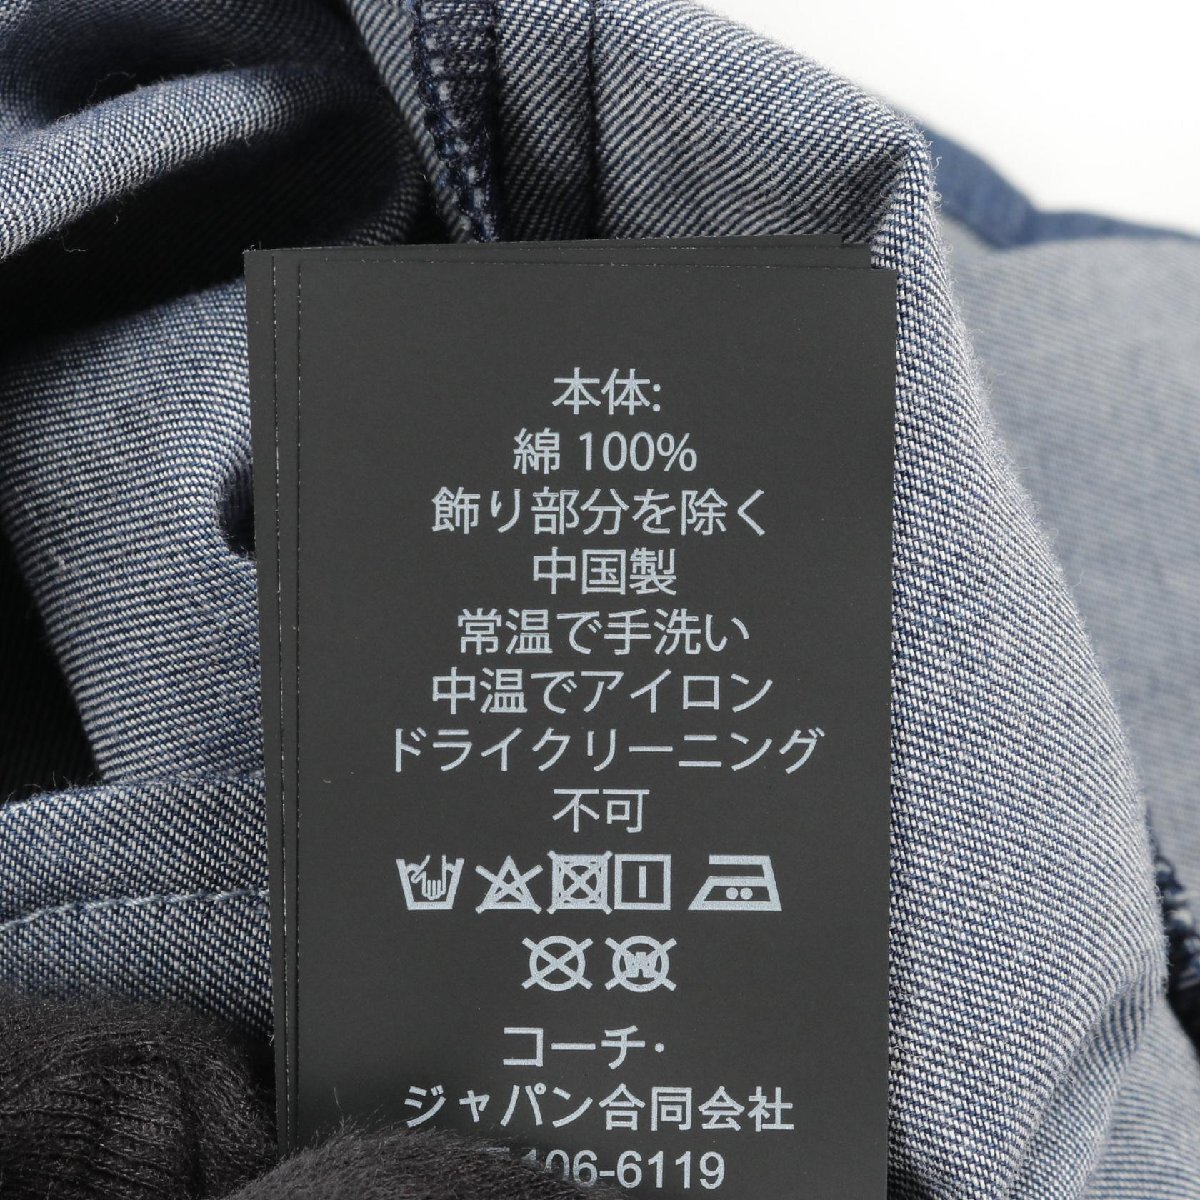 本体:
綿 100%
飾り部分を除く
中国製
常温で手洗い
中温でアイロン
ドライクリーニング
不可
W
コーチ・
ジャパン合同会社
106-6119